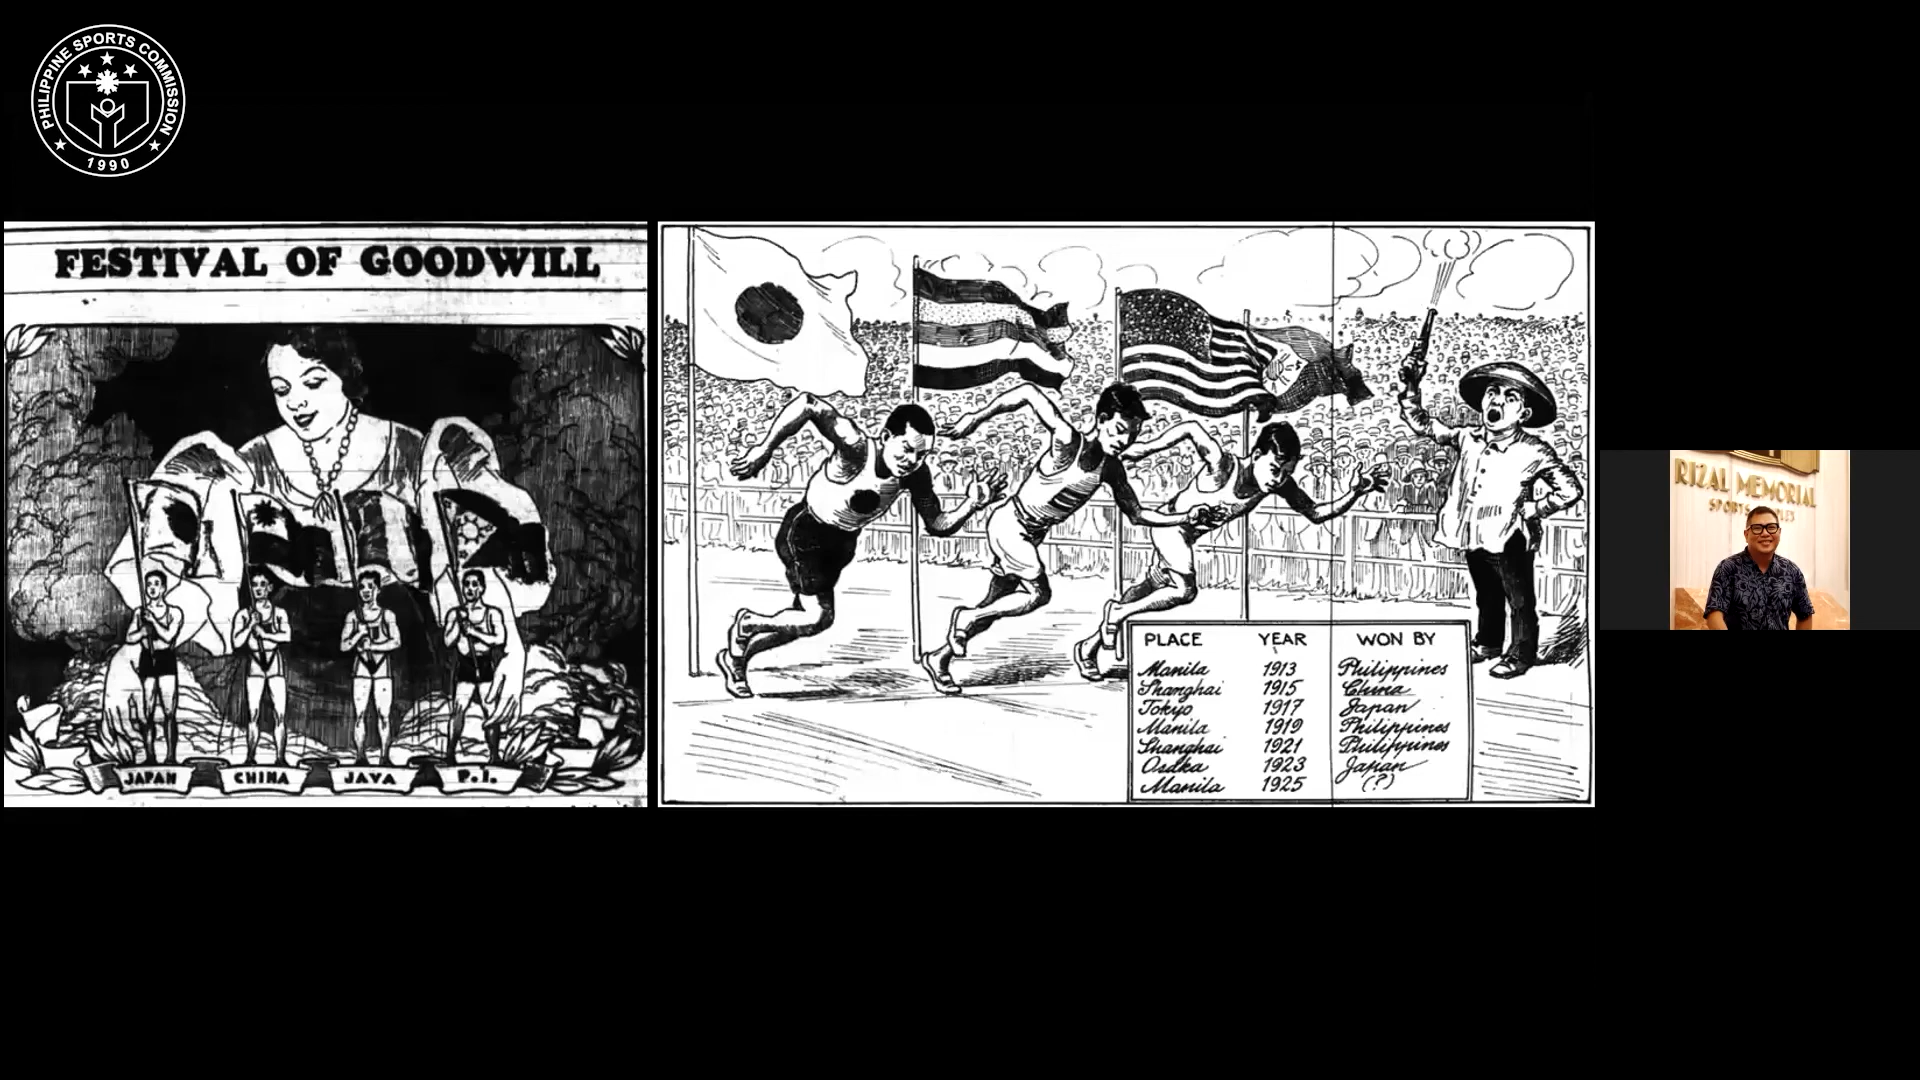 PHILIPPINE SPORTS COMMISSION
1990
FESTIVAL OF GOODWILL
JAPAN CHINA JAVA P.I.
PLACE YEAR WON BY
Manila 1913 Philippines
Shanghai 1915 China
Tokyo 1917 Japan
Manila 1919 Philippines
Shanghai 1921 Philippines
Osaka 1923 Japan
Manila 1925 (?)
RIZAL MEMORIAL
SPORTS